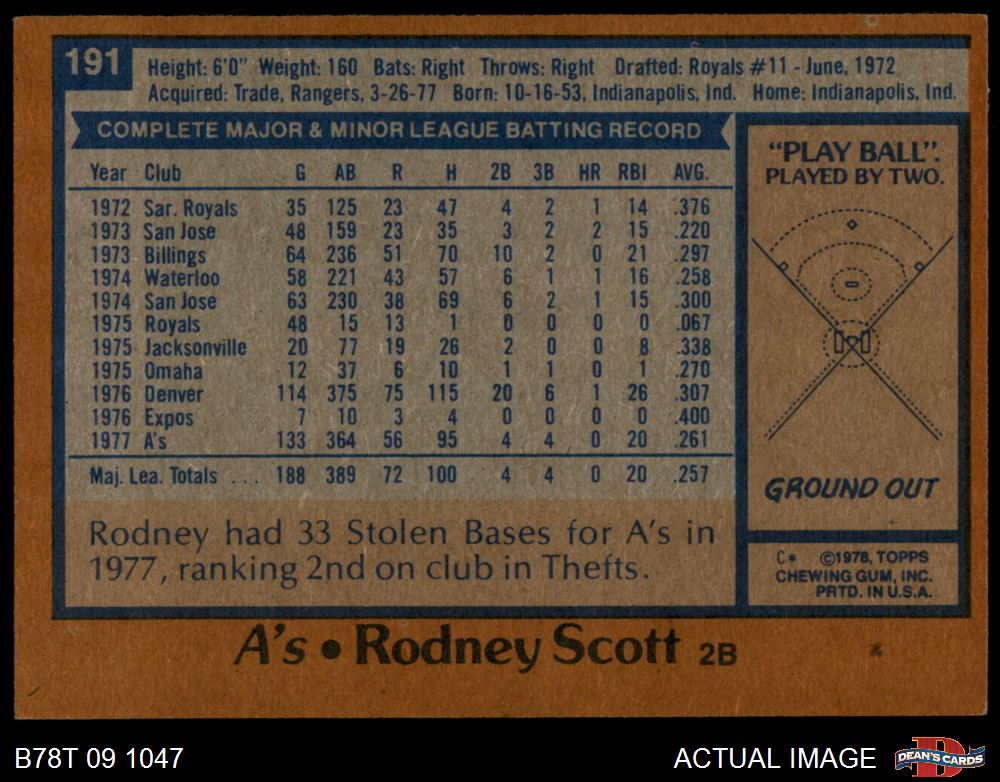 191
Height: 6'0" Weight: 160 Bats: Right Throws: Right Drafted: Royals #11 - June, 1972
Acquired: Trade, Rangers, 3-26-77 Born: 10-16-53, Indianapolis, Ind. Home: Indianapolis, Ind.
COMPLETE MAJOR & MINOR LEAGUE BATTING RECORD
Year Club G AB R H 2B 3B HR RBI AVG.
1972 Sar. Royals 35 125 23 47 4 2 1 14 .376
1973 San Jose 48 159 23 35 3 2 2 15 .220
1973 Billings 64 236 51 70 10 2 0 21 .297
1974 Waterloo 58 221 43 57 6 1 1 16 .258
1974 San Jose 63 230 38 69 6 2 1 15 .300
1975 Royals 48 15 13 1 0 0 0 0 .067
1975 Jacksonville 20 77 19 26 2 0 0 8 .338
1975 Omaha 12 37 6 10 1 1 0 1 .270
1976 Denver 114 375 75 115 20 6 1 26 .307
1976 Expos 7 10 3 4 0 0 0 0 .400
1977 A's 133 364 56 95 4 4 0 20 .261
Maj. Lea. Totals ... 188 389 72 100 4 4 0 20 .257
Rodney had 33 Stolen Bases for A's in
1977, ranking 2nd on club in Thefts.
"PLAY BALL".
PLAYED BY TWO.
GROUND OUT
C* ©1978, TOPPS
CHEWING GUM, INC.
PRTD. IN U.S.A.
A's • Rodney Scott 2B
B78T 09 1047
ACTUAL IMAGE
D
DEAN'S CARDS